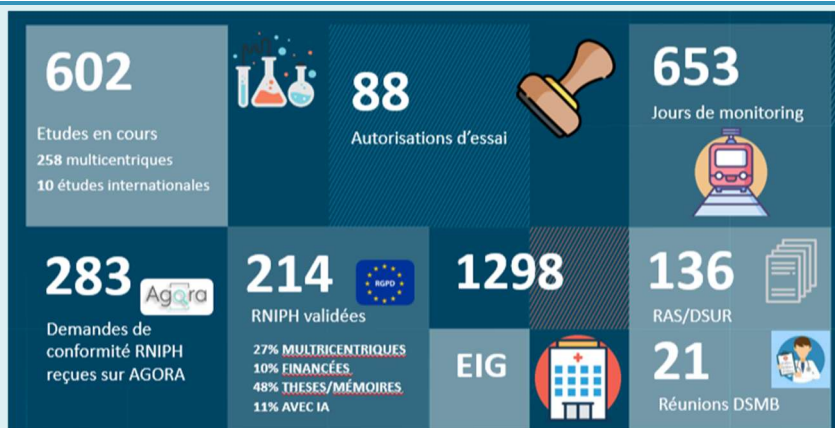 602
Etudes en cours
258 multicentriques
10 études internationales
88
Autorisations d'essai
653
Jours de monitoring
283
Agora
Demandes de
conformité RNIPH
reçues sur AGORA
214
RGPD
RNIPH validées
27% MULTRICENTRIQUES
10% FINANCÉES
48% THESES/MÉMOIRES
11% AVEC IA
1298
EIG
136
RAS/DSUR
21
Réunions DSMB